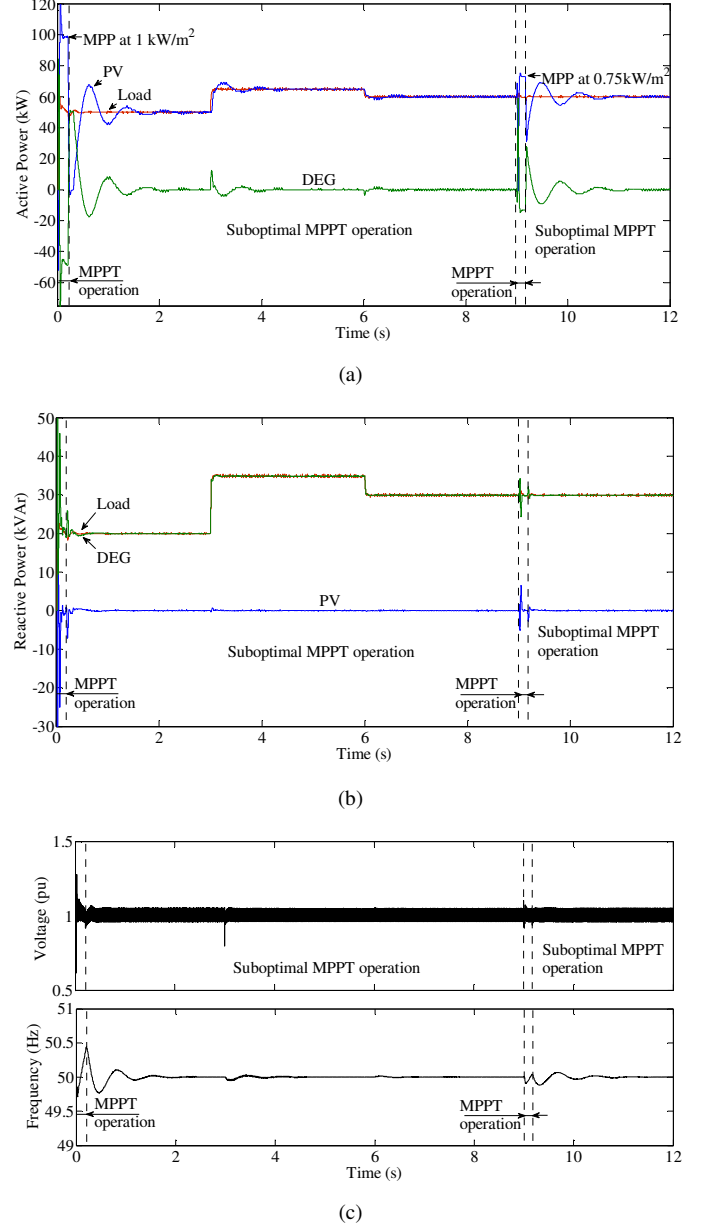 120
100
80
60
40
20
0
-20
-40
-60
Active Power (kW)
MPP at 1 kW/m²
PV
Load
DEG
MPP at 0.75kW/m²
Suboptimal MPPT operation
Suboptimal MPPT
operation
MPPT
operation
MPPT
operation
0 2 4 6 8 10 12
Time (s)
(a)
50
40
30
20
10
0
-10
-20
-30
Reactive Power (kVAr)
Load
DEG
PV
Suboptimal MPPT operation
Suboptimal MPPT
operation
MPPT
operation
MPPT
operation
0 2 4 6 8 10 12
Time (s)
(b)
1.5
1
0.5
Voltage (pu)
Suboptimal MPPT operation
Suboptimal MPPT
operation
51
50.5
50
49.5
49
Frequency (Hz)
MPPT
operation
MPPT
operation
0 2 4 6 8 10 12
Time (s)
(c)